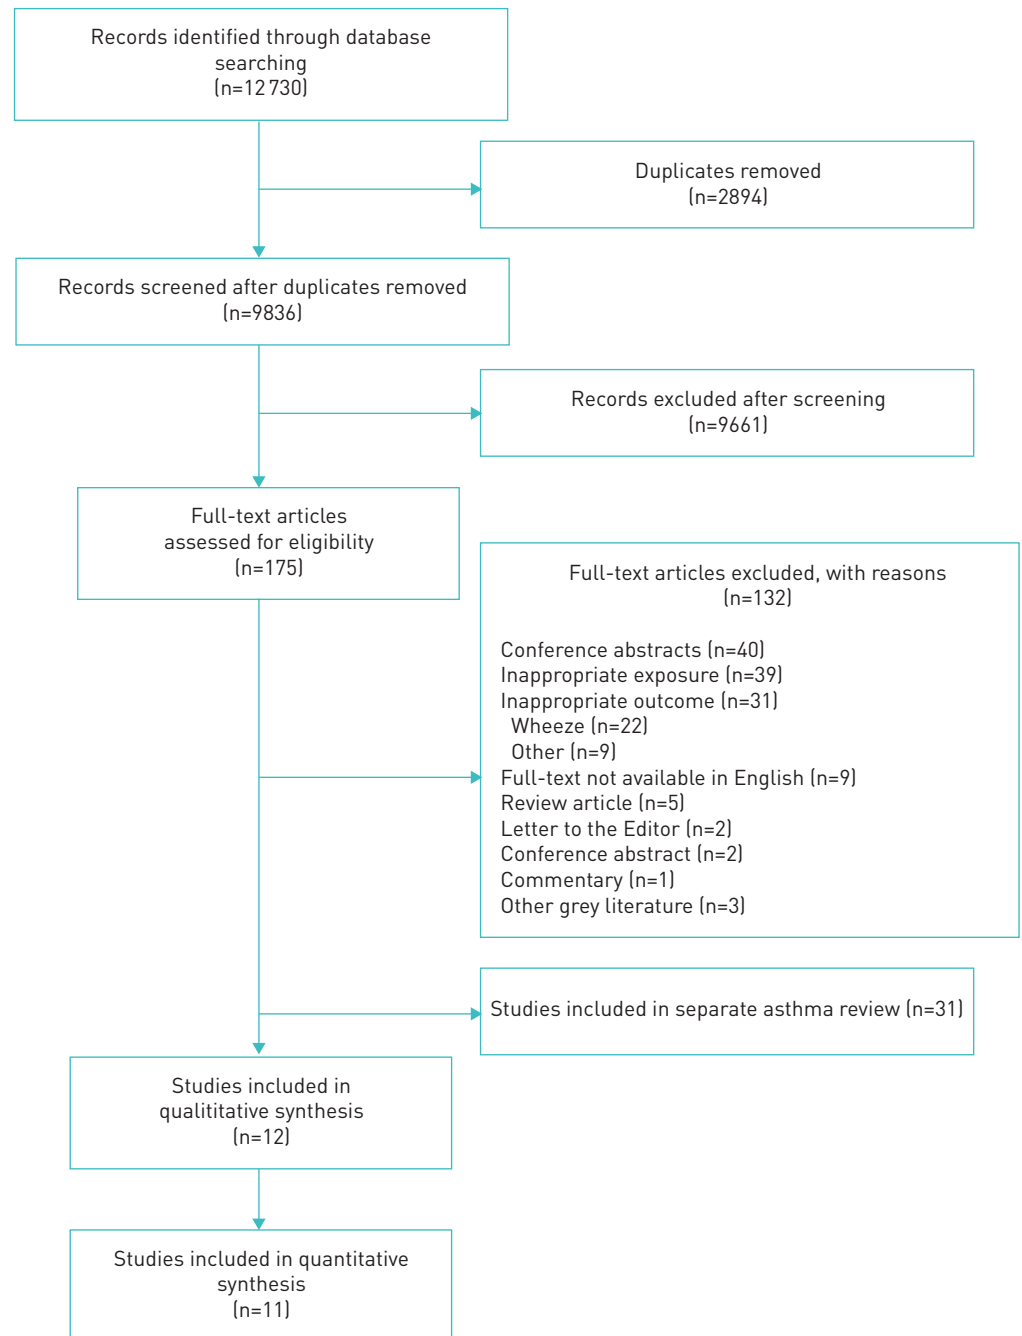 Records identified through database
searching
(n=12 730)
Duplicates removed
(n=2894)
Records screened after duplicates removed
(n=9836)
Records excluded after screening
(n=9661)
Full-text articles
assessed for eligibility
(n=175)
Full-text articles excluded, with reasons
(n=132)
Conference abstracts (n=40)
Inappropriate exposure (n=39)
Inappropriate outcome (n=31)
Wheeze (n=22)
Other (n=9)
Full-text not available in English (n=9)
Review article (n=5)
Letter to the Editor (n=2)
Conference abstract (n=2)
Commentary (n=1)
Other grey literature (n=3)
Studies included in separate asthma review (n=31)
Studies included in
qualititative synthesis
(n=12)
Studies included in quantitative
synthesis
(n=11)